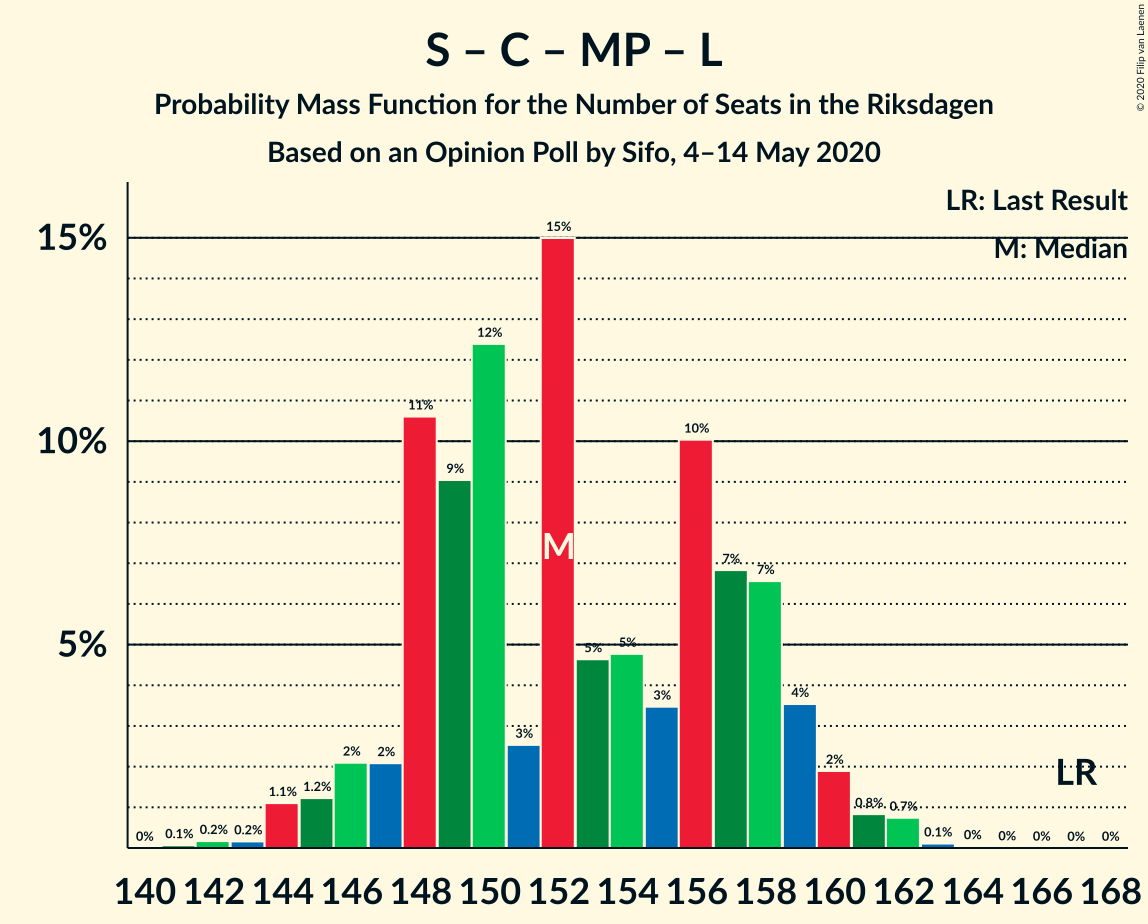 S – C – MP – L
Probability Mass Function for the Number of Seats in the Riksdagen
Based on an Opinion Poll by Sifo, 4–14 May 2020
© 2020 Filip van Laenen
LR: Last Result
M: Median
15%
10%
5%
0% 0.1% 0.2% 0.2% 1.1% 1.2% 2% 2% 11% 9% 12% 3% 15% 5% 5% 3% 10% 7% 7% 4% 2% 0.8% 0.7% 0.1% 0% 0% 0% 0% 0%
M
LR
140 142 144 146 148 150 152 154 156 158 160 162 164 166 168